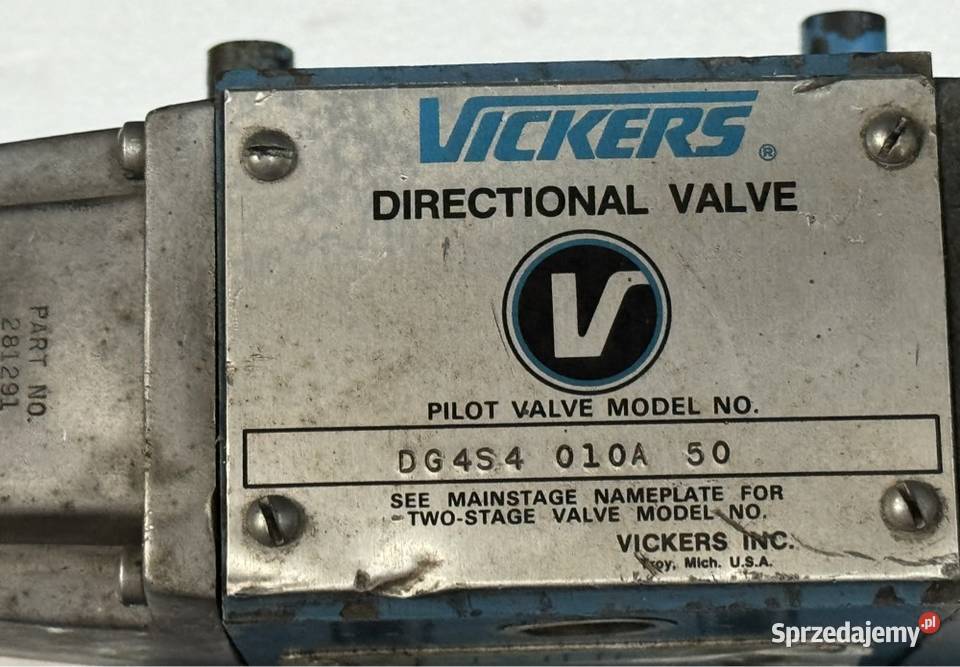 VICKERS ®
DIRECTIONAL VALVE
V
PILOT VALVE MODEL NO.
DG4S4 010A 50
SEE MAINSTAGE NAMEPLATE FOR
TWO-STAGE VALVE MODEL NO.
VICKERS INC.
Troy, Mich. U.S.A.
PART NO.
281291
Sprzedajemy.pl